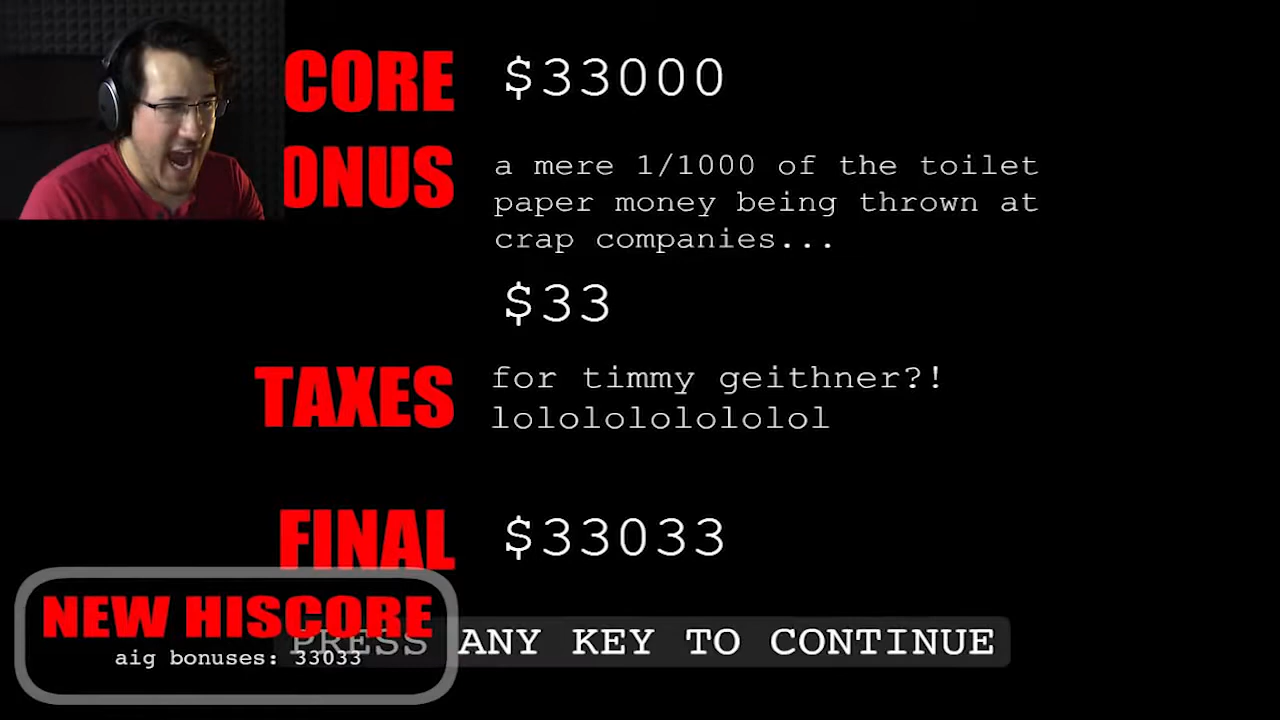 CORE $33000
ONUS a mere 1/1000 of the toilet
paper money being thrown at
crap companies...
$33
TAXES for timmy geithner?!
lolololololololol
FINAL $33033
NEW HISCORE
aig bonuses: 33033
PRESS ANY KEY TO CONTINUE